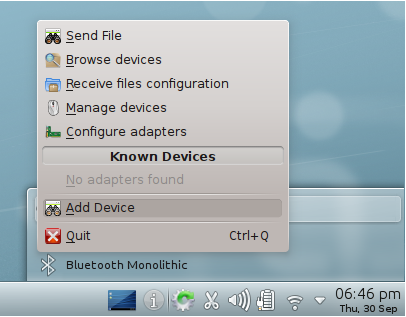 Send File
Browse devices
Receive files configuration
Manage devices
Configure adapters
Known Devices
No adapters found
Add Device
Quit Ctrl+Q
Bluetooth Monolithic
06:46 pm
Thu, 30 Sep